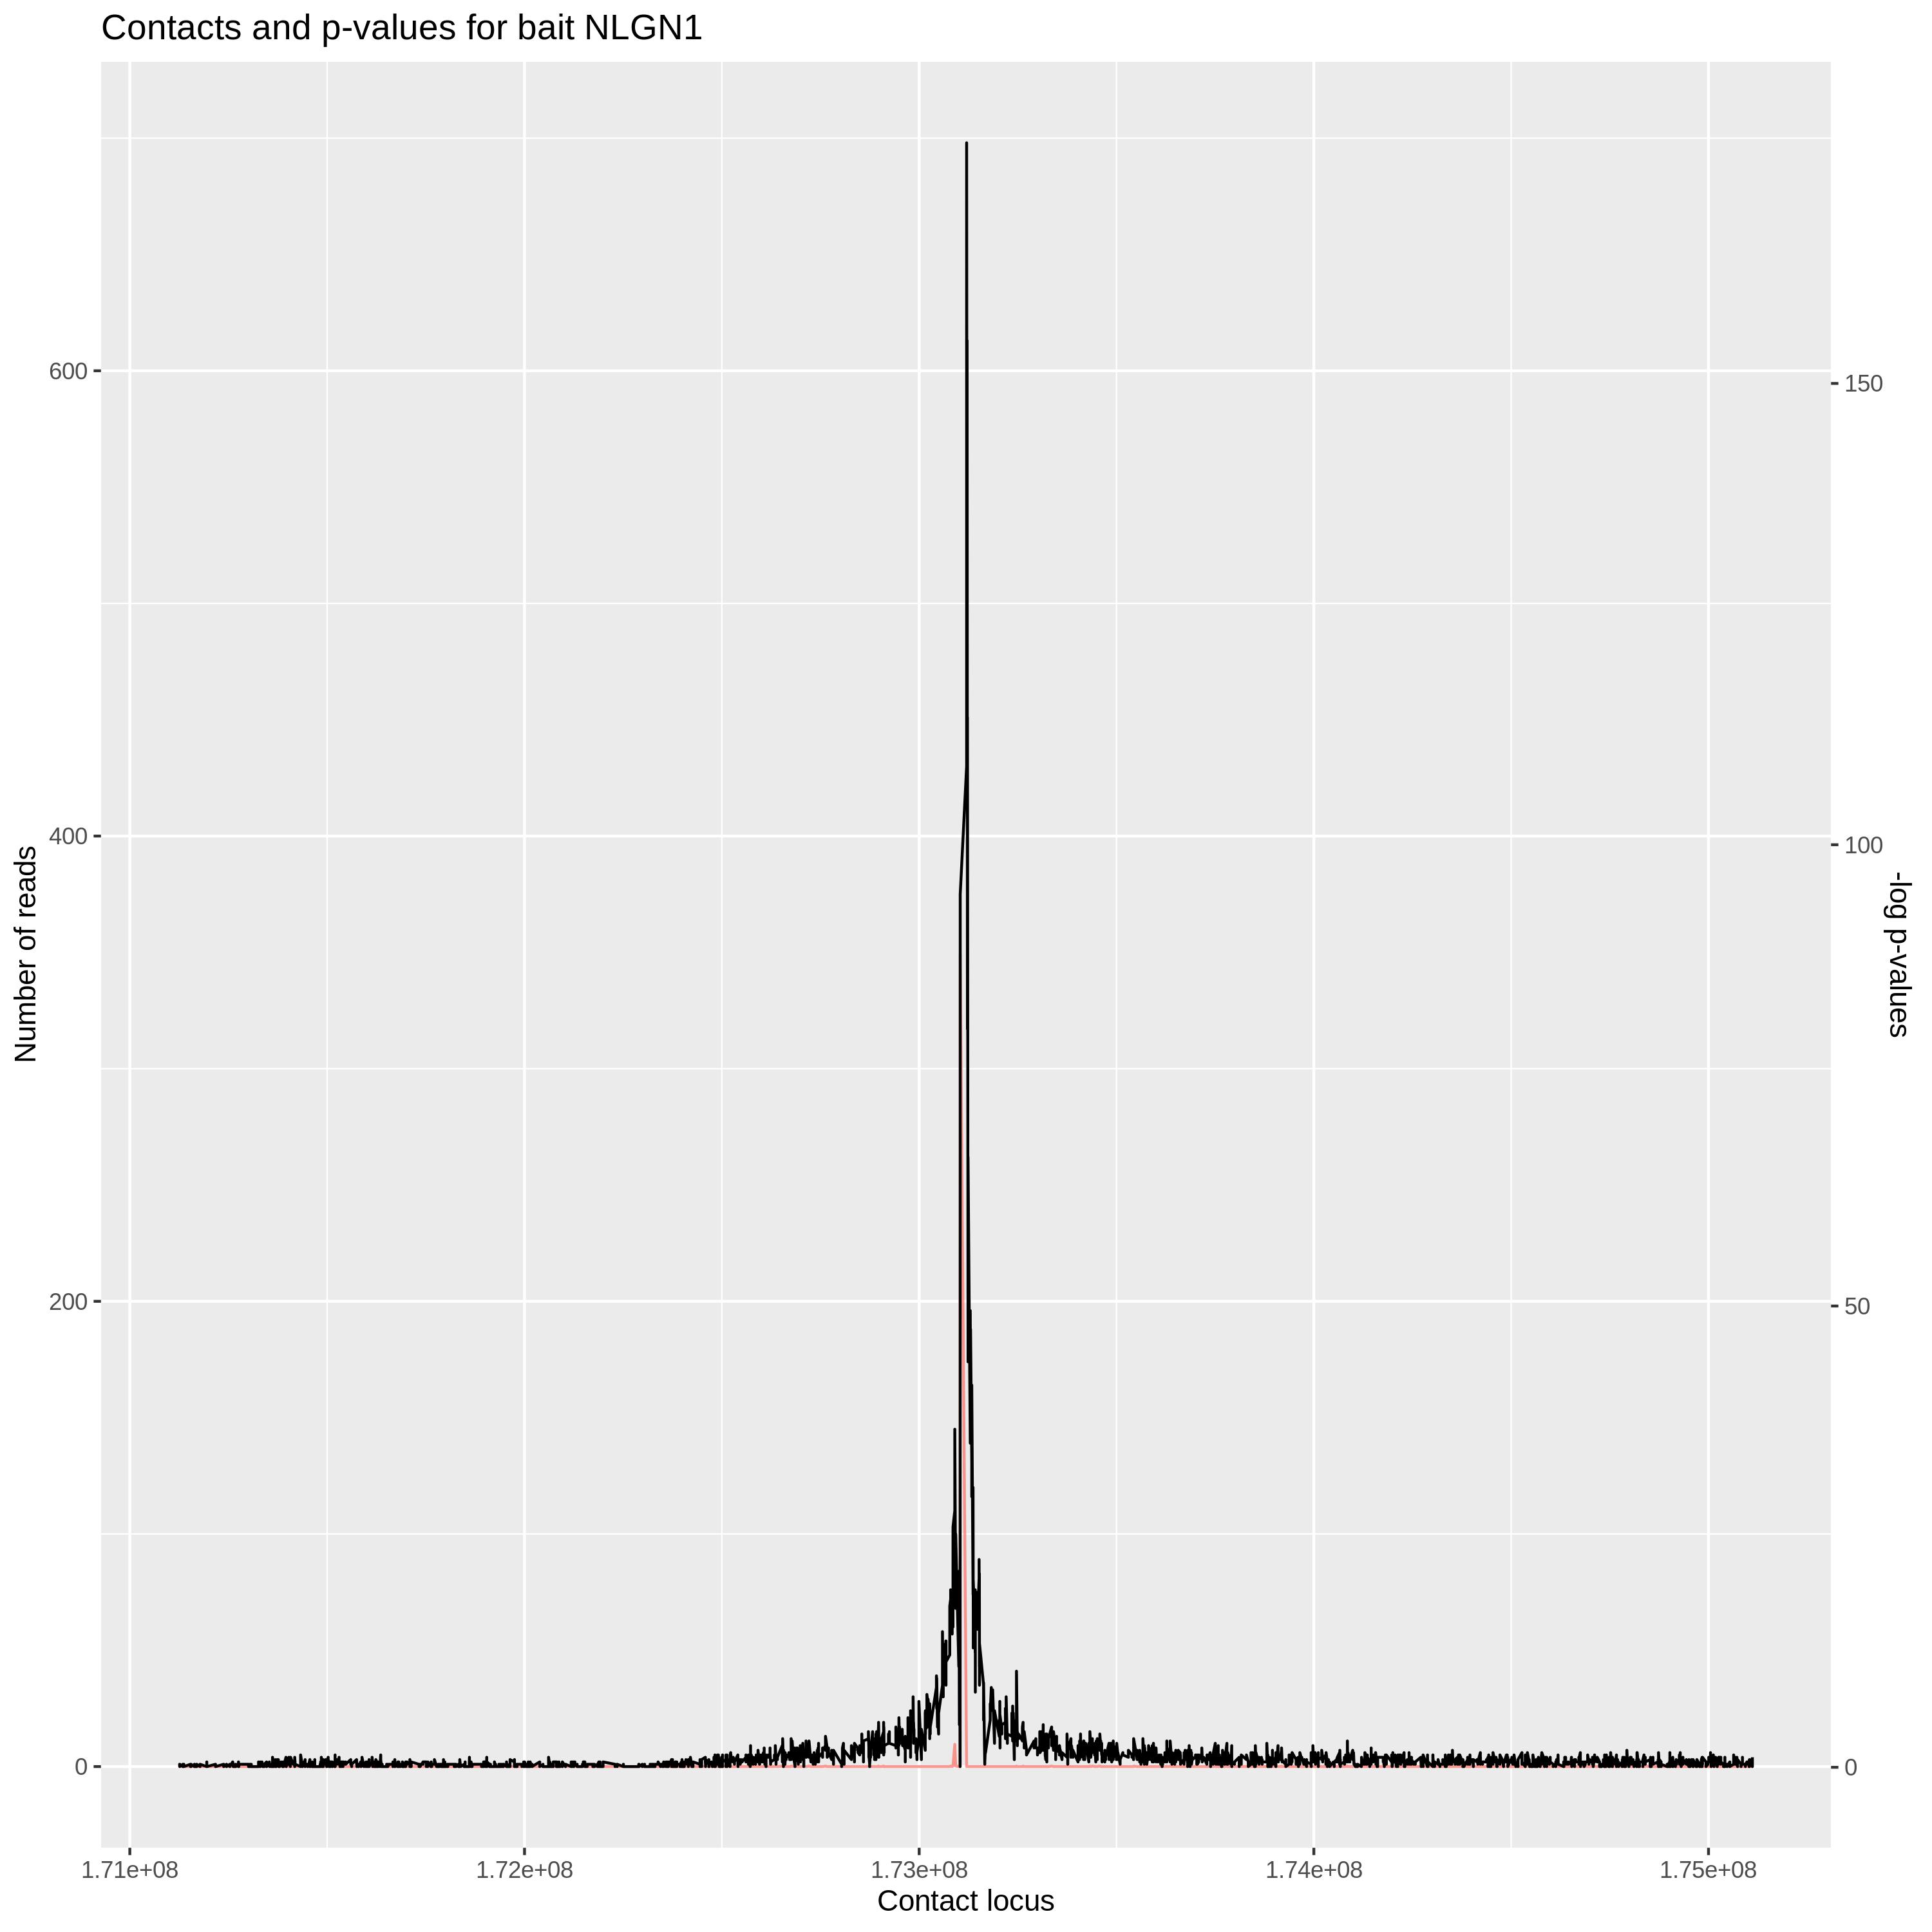 Contacts and p-values for bait NLGN1
600
400
200
0
Number of reads
150
100
50
0
-log p-values
1.71e+08
1.72e+08
1.73e+08
1.74e+08
1.75e+08
Contact locus